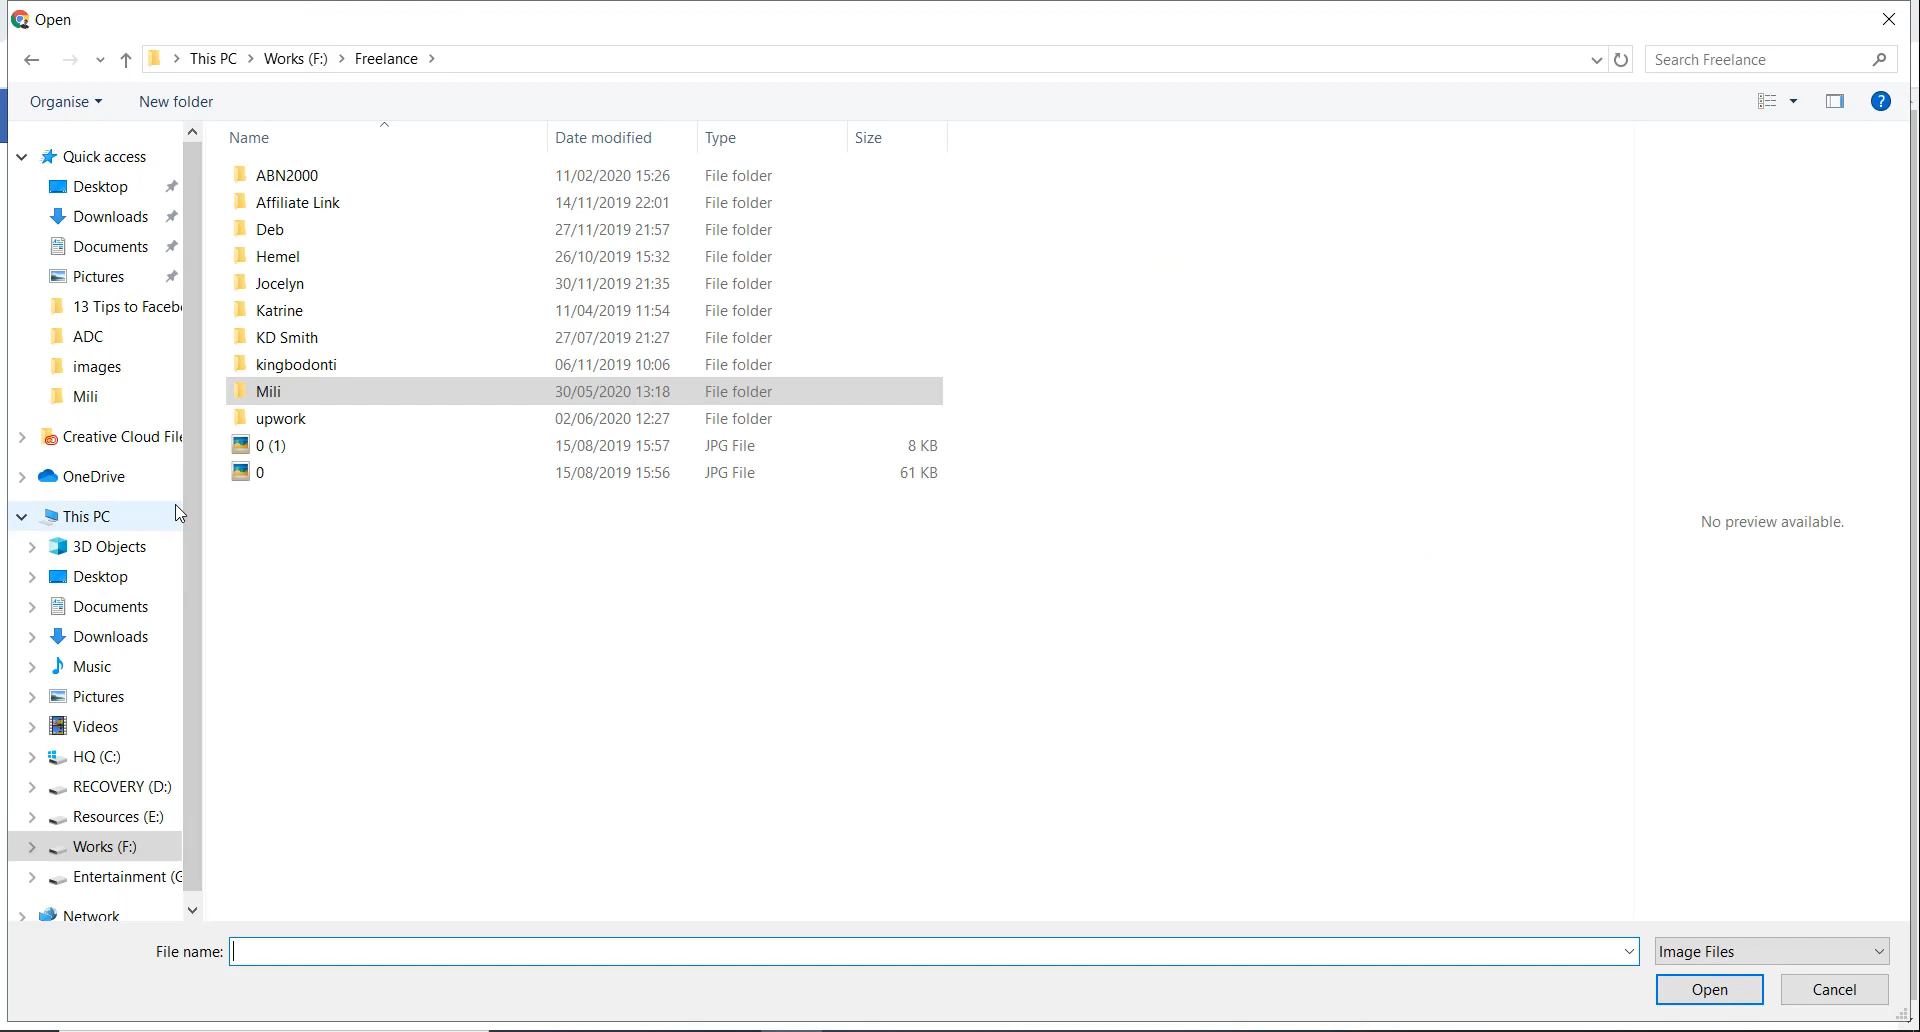 Open
This PC Works (F:) Freelance
Search Freelance
Organise New folder
Name Date modified Type Size
Quick access
Desktop
Downloads
Documents
Pictures
13 Tips to Faceb
ADC
images
Mili
Creative Cloud File
OneDrive
This PC
3D Objects
Desktop
Documents
Downloads
Music
Pictures
Videos
HQ (C:)
RECOVERY (D:)
Resources (E:)
Works (F:)
Entertainment (G
Network
ABN2000 11/02/2020 15:26 File folder
Affiliate Link 14/11/2019 22:01 File folder
Deb 27/11/2019 21:57 File folder
Hemel 26/10/2019 15:32 File folder
Jocelyn 30/11/2019 21:35 File folder
Katrine 11/04/2019 11:54 File folder
KD Smith 27/07/2019 21:27 File folder
kingbodonti 06/11/2019 10:06 File folder
Mili 30/05/2020 13:18 File folder
upwork 02/06/2020 12:27 File folder
0 (1) 15/08/2019 15:57 JPG File 8 KB
0 15/08/2019 15:56 JPG File 61 KB
No preview available.
File name:
Image Files
Open Cancel